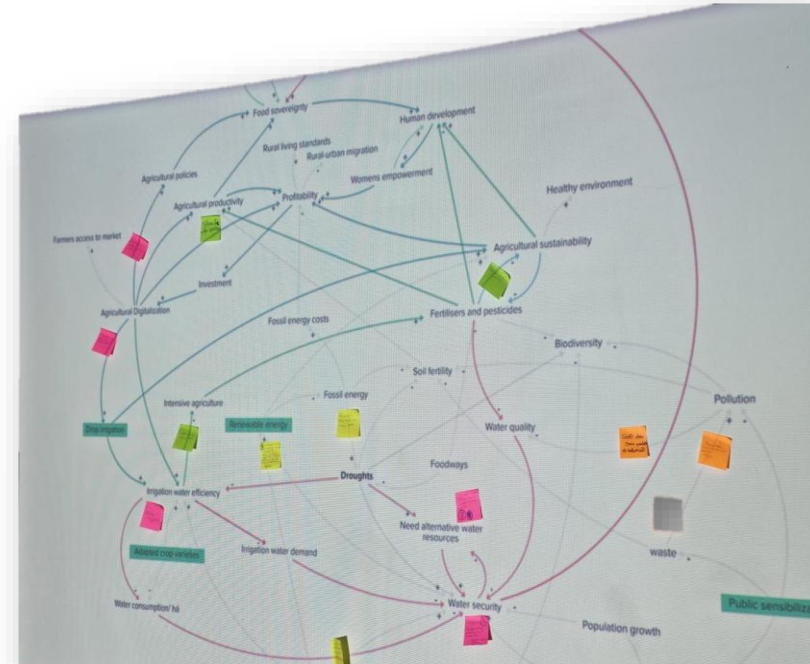 Food sovereignty
Human development
Rural living standards
Rural-urban migration
Agricultural policies
Womens empowerment
Healthy environment
Agricultural productivity
Profitability
Farmers access to market
Agricultural sustainability
Investment
Agricultural Digitalization
Fertilisers and pesticides
Fossil energy costs
Biodiversity
Soil fertility
Pollution
Intensive agriculture
Fossil energy
Renewable energy
Drip irrigation
Water quality
Foodways
Droughts
Irrigation water efficiency
Need alternative water
resources
Adapted crop varieties
Irrigation water demand
waste
Water consumption/ ha
Water security
Public sensibiliza
Population growth